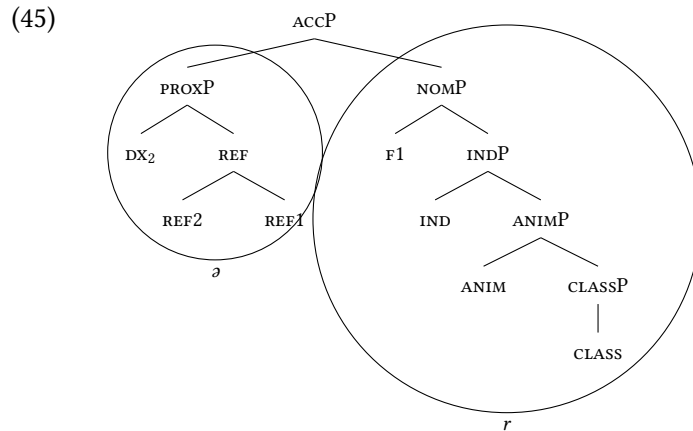 (45)
ACCP
PROXP NOMP
DX₂ REF F1 INDP
REF2 REF1 IND ANIMP
ə
ANIM CLASSP
CLASS
r